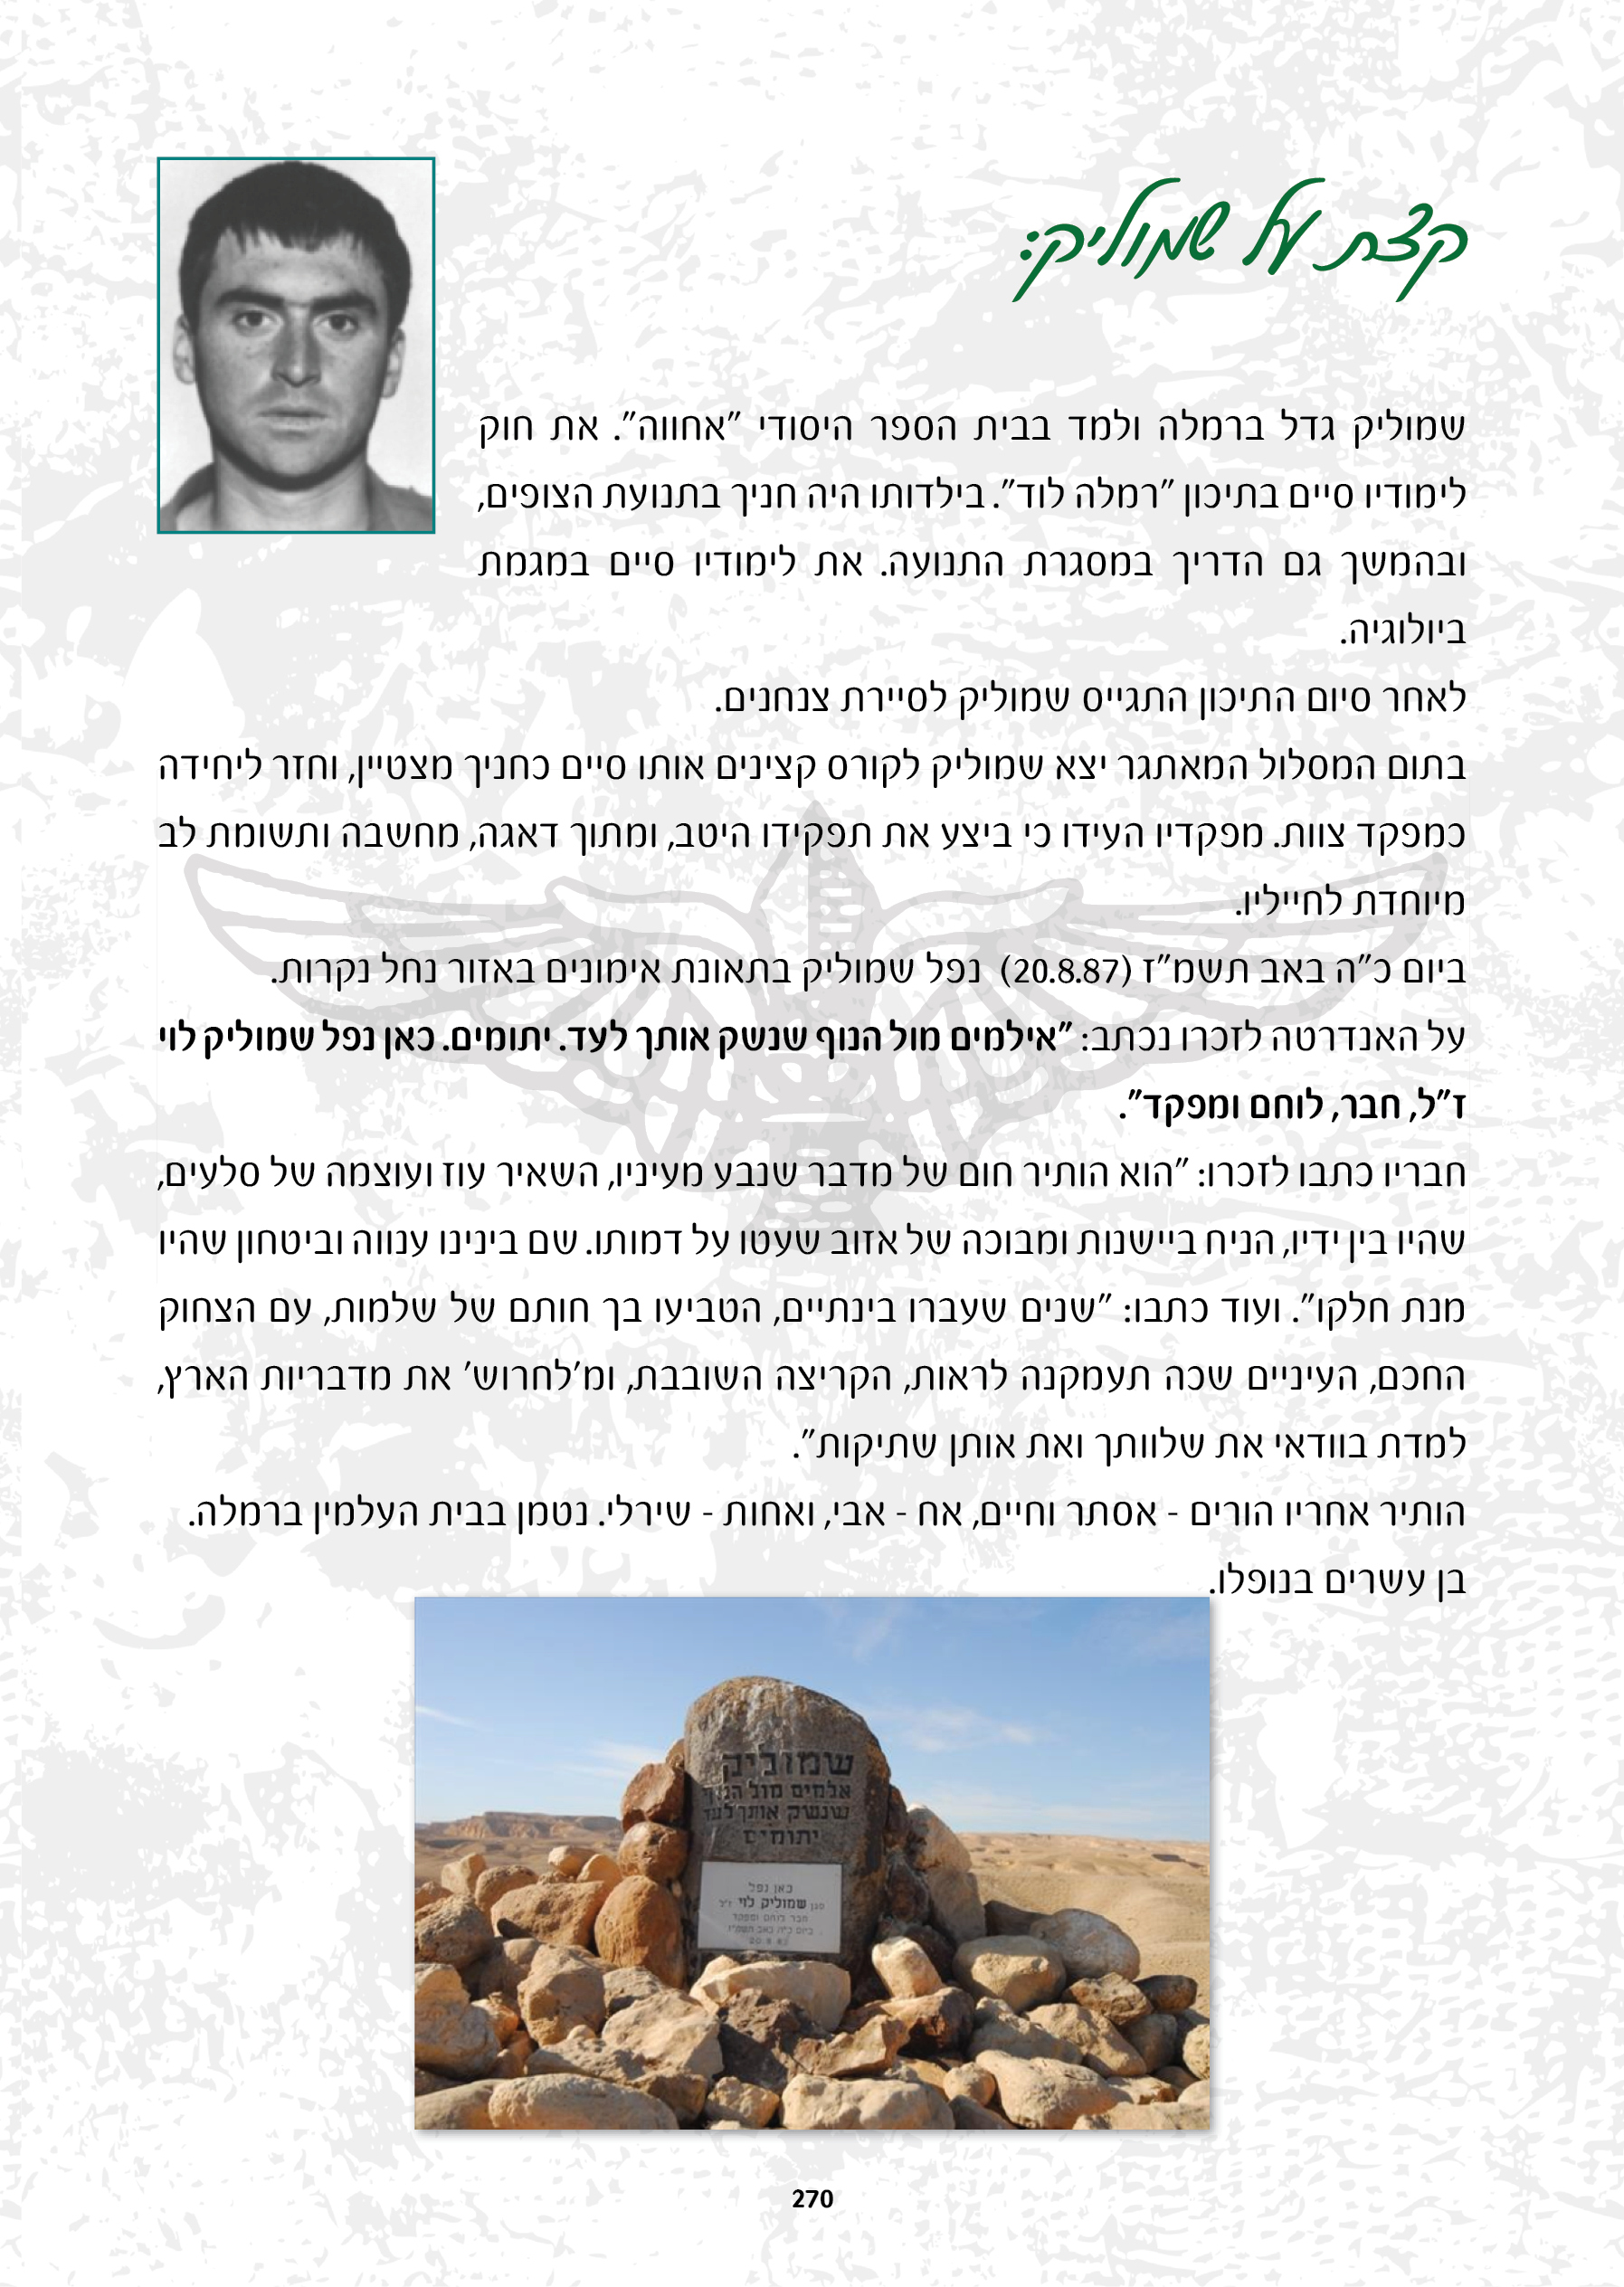 קצת על שמוליק:
שמוליק גדל ברמלה ולמד בבית הספר היסודי "אחווה". את חוק
לימודיו סיים בתיכון "רמלה לוד". בילדותו היה חניך בתנועת הצופים,
ובהמשך גם הדריך במסגרת התנועה. את לימודיו סיים במגמת
ביולוגיה.
לאחר סיום התיכון התגייס שמוליק לסיירת צנחנים.
בתום המסלול המאתגר יצא שמוליק לקורס קצינים אותו סיים כחניך מצטיין, וחזר ליחידה
כמפקד צוות. מפקדיו העידו כי ביצע את תפקידו היטב, ומתוך דאגה, מחשבה ותשומת לב
מיוחדת לחייליו.
ביום כ"ה באב תשמ"ז (20.8.87) נפל שמוליק בתאונת אימונים באזור נחל נקרות.
על האנדרטה לזכרו נכתב: "אילמים מול הנוף שנשק אותך לעד. יתומים. כאן נפל שמוליק לוי
ז"ל, חבר, לוחם ומפקד".
חבריו כתבו לזכרו: "הוא הותיר חום של מדבר שנבע מעיניו, השאיר עוז ועוצמה של סלעים,
שהיו בין ידיו, הניח ביישנות ומבוכה של אזוב שעטו על דמותו. שם בינינו ענווה וביטחון שהיו
מנת חלקו". ועוד כתבו: "שנים שעברו בינתיים, הטביעו בך חותם של שלמות, עם הצחוק
החכם, העיניים שכה תעמקנה לראות, הקריצה השובבת, ומ'לחרוש' את מדבריות הארץ,
למדת בוודאי את שלוותך ואת אותן שתיקות".
הותיר אחריו הורים - אסתר וחיים, אח - אבי, ואחות - שירלי. נטמן בבית העלמין ברמלה.
בן עשרים בנופלו.
שמוליק
אלמים מול הנוף
שנשק אותך לעד
יתומים
כאן נפל
סגן שמוליק לוי ז"ל
חבר לוחם ומפקד
ביום כ"ה באב תשמ"ז
20.8.87
270